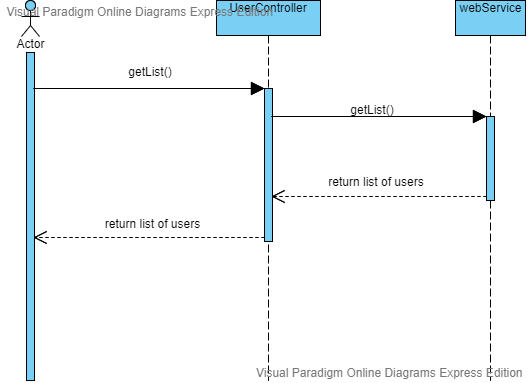 Visual Paradigm Online Diagrams Express Edition
UserController
webService
Actor
getList()
getList()
return list of users
return list of users
Visual Paradigm Online Diagrams Express Edition